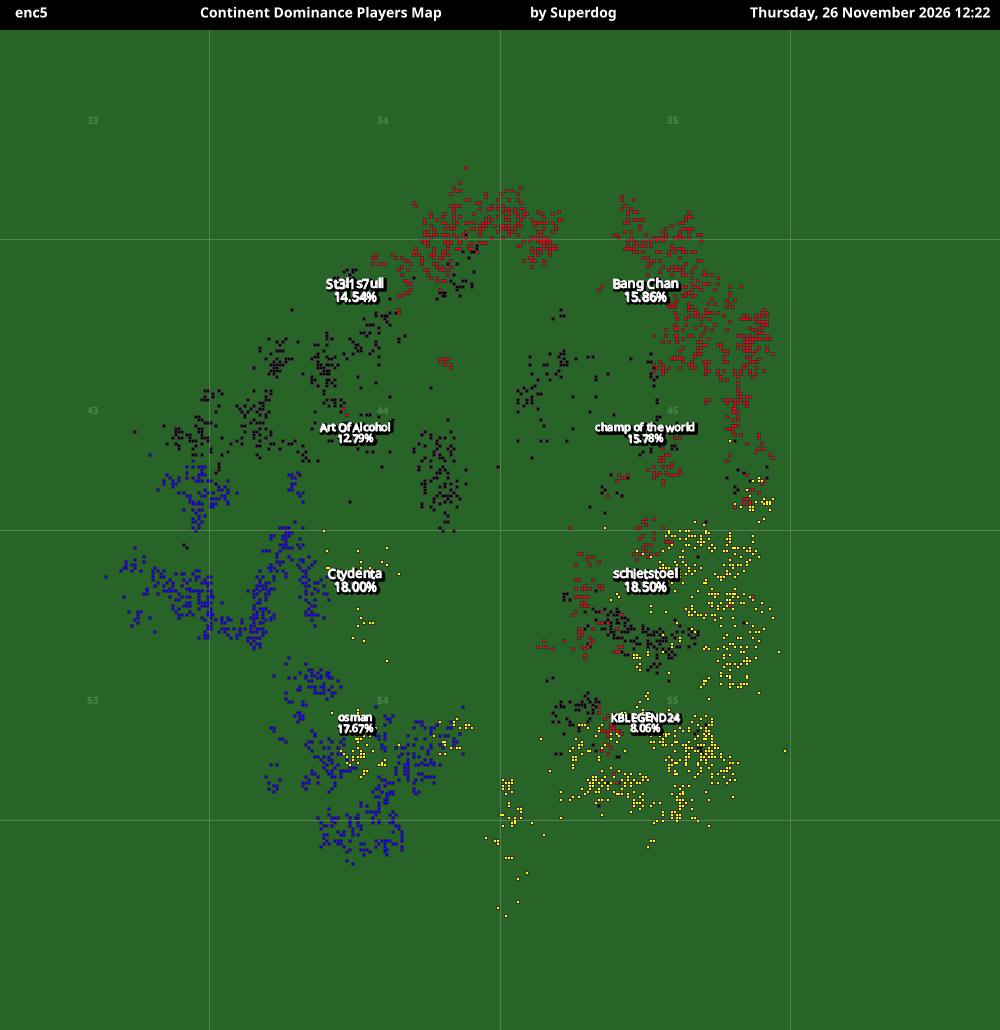 enc5 Continent Dominance Players Map by Superdog Thursday, 26 November 2026 12:22
33 34 35
St3l1s7ull Bang Chan
14.54% 15.86%
43 44 45
Art Of Alcohol champ of the world
12.79% 15.78%
Ctydenta schietstoel
18.00% 18.50%
53 54 55
osman KBLEGEND24
17.67% 8.06%